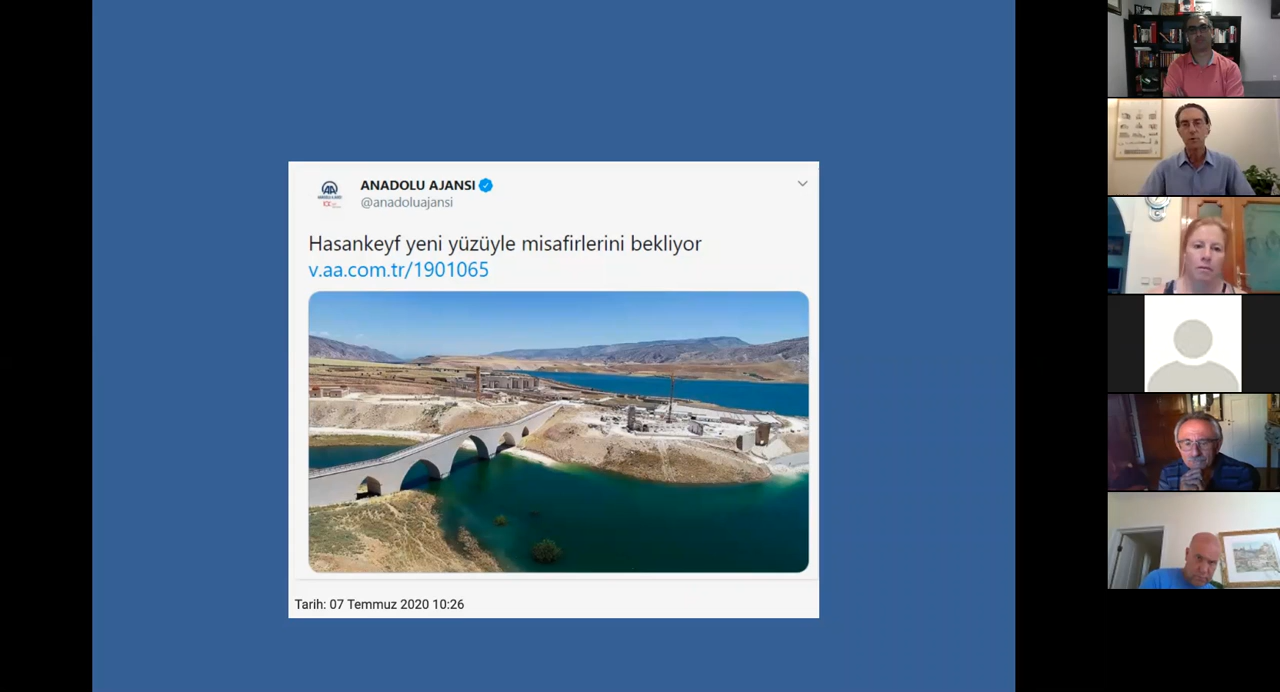 ANADOLU AJANSI
@anadoluajansi
Hasankeyf yeni yüzüyle misafirlerini bekliyor
v.aa.com.tr/1901065
Tarih: 07 Temmuz 2020 10:26